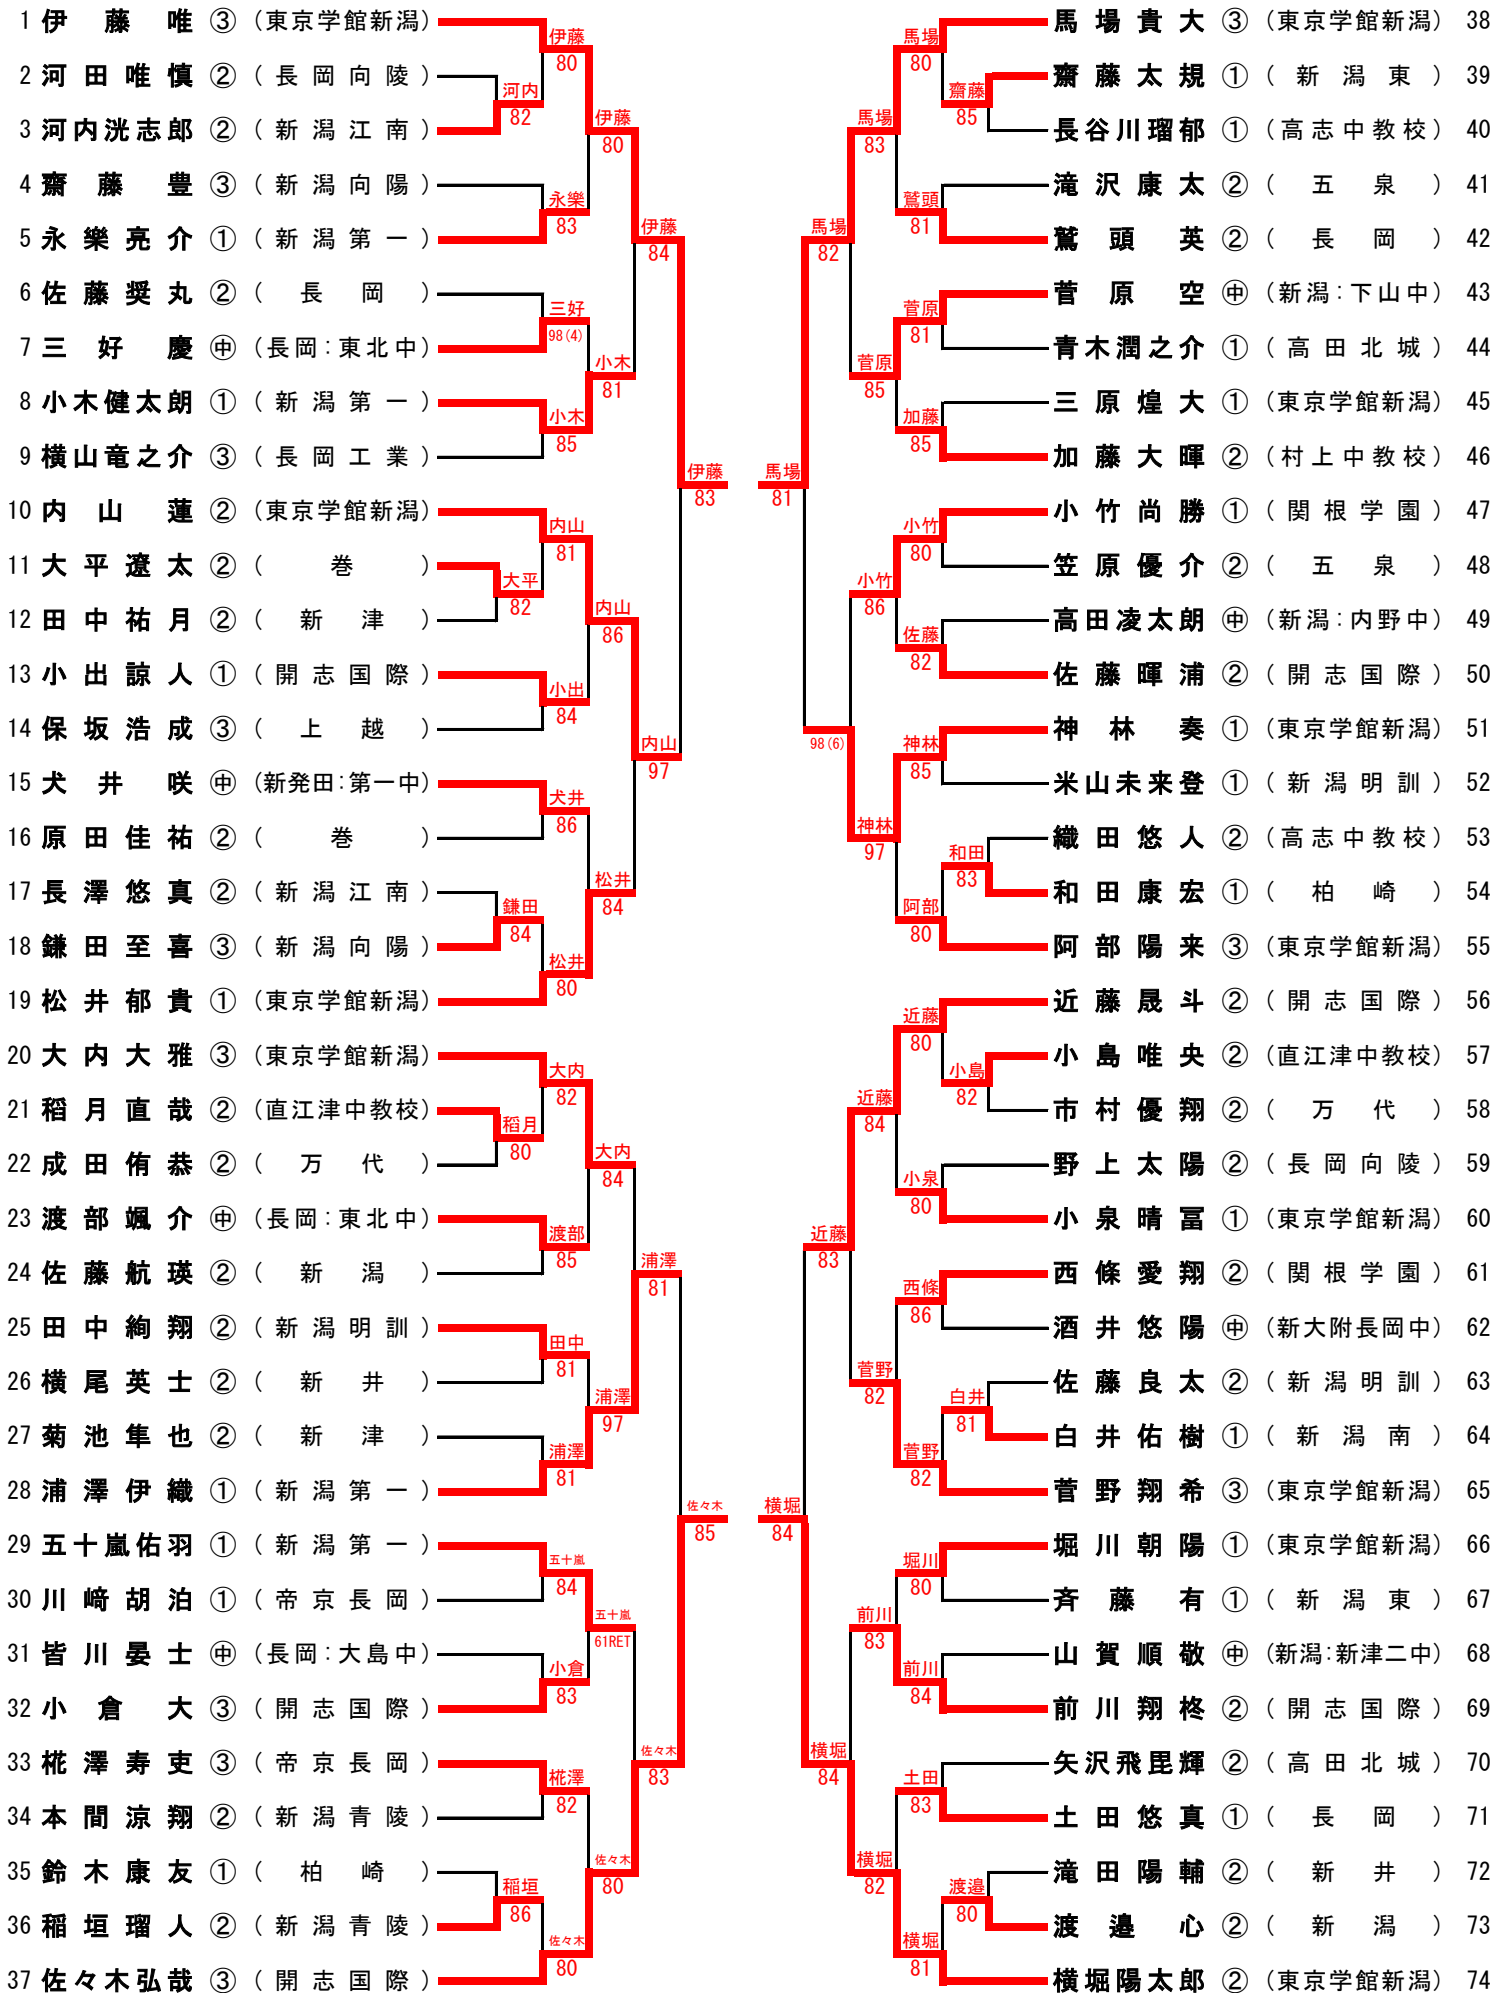 1 伊藤唯 ③ (東京学館新潟)
2 河田唯慎 ② (長岡向陵)
3 河内洸志郎 ② (新潟江南)
4 齋藤豊 ③ (新潟向陽)
5 永樂亮介 ① (新潟第一)
6 佐藤奨丸 ② (長岡)
7 三好慶 ㊥ (長岡:東北中)
8 小木健太朗 ① (新潟第一)
9 横山竜之介 ③ (長岡工業)
10 内山蓮 ② (東京学館新潟)
11 大平遼太 ② (巻)
12 田中祐月 ② (新津)
13 小出諒人 ① (開志国際)
14 保坂浩成 ③ (上越)
15 犬井咲 ㊥ (新発田:第一中)
16 原田佳祐 ② (巻)
17 長澤悠真 ② (新潟江南)
18 鎌田至喜 ③ (新潟向陽)
19 松井郁貴 ① (東京学館新潟)
20 大内大雅 ③ (東京学館新潟)
21 稻月直哉 ② (直江津中教校)
22 成田侑恭 ② (万代)
23 渡部颯介 ㊥ (長岡:東北中)
24 佐藤航瑛 ② (新潟)
25 田中絢翔 ② (新潟明訓)
26 横尾英士 ② (新井)
27 菊池隼也 ② (新津)
28 浦澤伊織 ① (新潟第一)
29 五十嵐佑羽 ① (新潟第一)
30 川﨑胡泊 ① (帝京長岡)
31 皆川晏士 ㊥ (長岡:大島中)
32 小倉大 ③ (開志国際)
33 椛澤寿吏 ③ (帝京長岡)
34 本間涼翔 ② (新潟青陵)
35 鈴木康友 ① (柏崎)
36 稲垣瑠人 ② (新潟青陵)
37 佐々木弘哉 ③ (開志国際)
河内
82
大平
82
鎌田
84
稻月
80
稲垣
86
伊藤
80
永樂
83
三好
98(4)
小木
85
内山
81
小出
84
犬井
86
松井
80
大内
82
渡部
85
田中
81
浦澤
81
五十嵐
84
小倉
83
椛澤
82
佐々木
80
伊藤
80
小木
81
内山
86
松井
84
大内
84
浦澤
97
五十嵐
61RET
佐々木
80
伊藤
84
内山
97
浦澤
81
佐々木
83
伊藤
83
佐々木
85
馬場
81
横堀
84
馬場
82
98(6)
近藤
83
横堀
84
馬場
83
菅原
85
小竹
86
神林
97
近藤
84
菅野
82
前川
83
横堀
82
馬場
80
鷲頭
81
菅原
81
加藤
85
小竹
80
佐藤
82
神林
85
阿部
80
近藤
80
小泉
80
西條
86
菅野
82
堀川
80
前川
84
土田
83
横堀
81
齋藤
85
和田
83
小島
82
白井
81
渡邉
80
馬場貴大 ③ (東京学館新潟) 38
齋藤太規 ① (新潟東) 39
長谷川瑠郁 ① (高志中教校) 40
滝沢康太 ② (五泉) 41
鷲頭英 ② (長岡) 42
菅原空 ㊥ (新潟:下山中) 43
青木潤之介 ① (高田北城) 44
三原煌大 ① (東京学館新潟) 45
加藤大暉 ② (村上中教校) 46
小竹尚勝 ① (関根学園) 47
笠原優介 ② (五泉) 48
高田凌太朗 ㊥ (新潟:内野中) 49
佐藤暉浦 ② (開志国際) 50
神林奏 ① (東京学館新潟) 51
米山未来登 ① (新潟明訓) 52
織田悠人 ② (高志中教校) 53
和田康宏 ① (柏崎) 54
阿部陽来 ③ (東京学館新潟) 55
近藤晟斗 ② (開志国際) 56
小島唯央 ② (直江津中教校) 57
市村優翔 ② (万代) 58
野上太陽 ② (長岡向陵) 59
小泉晴冨 ① (東京学館新潟) 60
西條愛翔 ② (関根学園) 61
酒井悠陽 ㊥ (新大附長岡中) 62
佐藤良太 ② (新潟明訓) 63
白井佑樹 ① (新潟南) 64
菅野翔希 ③ (東京学館新潟) 65
堀川朝陽 ① (東京学館新潟) 66
斉藤有 ① (新潟東) 67
山賀順敬 ㊥ (新潟:新津二中) 68
前川翔柊 ② (開志国際) 69
矢沢飛毘輝 ② (高田北城) 70
土田悠真 ① (長岡) 71
滝田陽輔 ② (新井) 72
渡邉心 ② (新潟) 73
横堀陽太郎 ② (東京学館新潟) 74